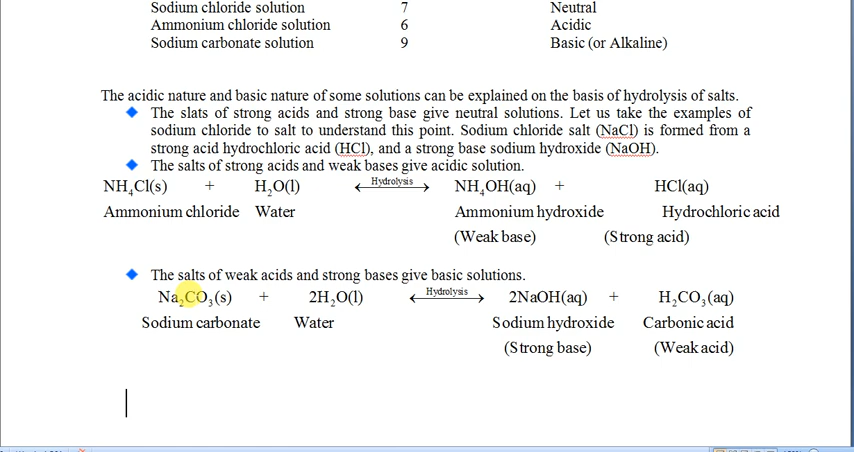 Sodium chloride solution 7 Neutral
Ammonium chloride solution 6 Acidic
Sodium carbonate solution 9 Basic (or Alkaline)
The acidic nature and basic nature of some solutions can be explained on the basis of hydrolysis of salts.
The slats of strong acids and strong base give neutral solutions. Let us take the examples of
sodium chloride to salt to understand this point. Sodium chloride salt (NaCl) is formed from a
strong acid hydrochloric acid (HCl), and a strong base sodium hydroxide (NaOH).
The salts of strong acids and weak bases give acidic solution.
NH₄Cl(s) + H₂O(l) Hydrolysis NH₄OH(aq) + HCl(aq)
Ammonium chloride Water Ammonium hydroxide Hydrochloric acid
(Weak base) (Strong acid)
The salts of weak acids and strong bases give basic solutions.
Na₂CO₃(s) + 2H₂O(l) Hydrolysis 2NaOH(aq) + H₂CO₃(aq)
Sodium carbonate Water Sodium hydroxide Carbonic acid
(Strong base) (Weak acid)